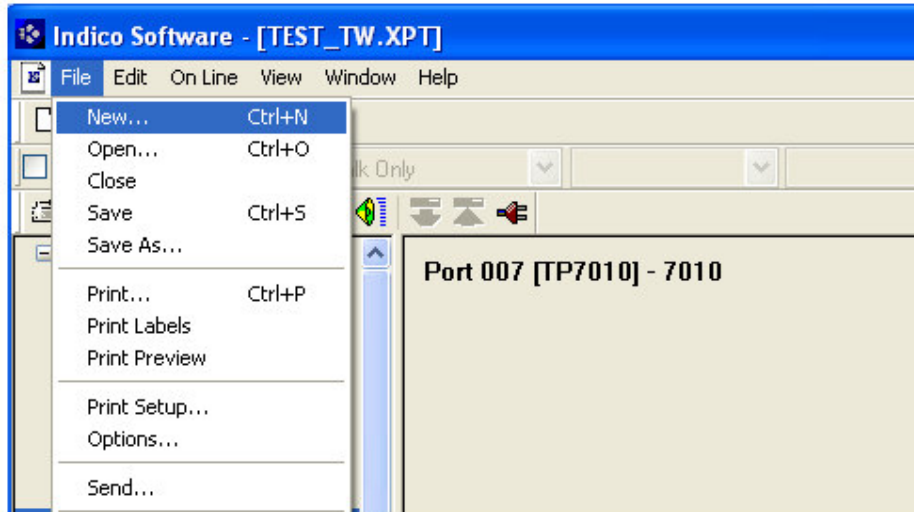 Indico Software - [TEST_TW.XPT]
File Edit On Line View Window Help
New... Ctrl+N
Open... Ctrl+O
Close
Save Ctrl+S
Save As...
Print... Ctrl+P
Print Labels
Print Preview
Print Setup...
Options...
Send...
Only
Port 007 [TP7010] - 7010